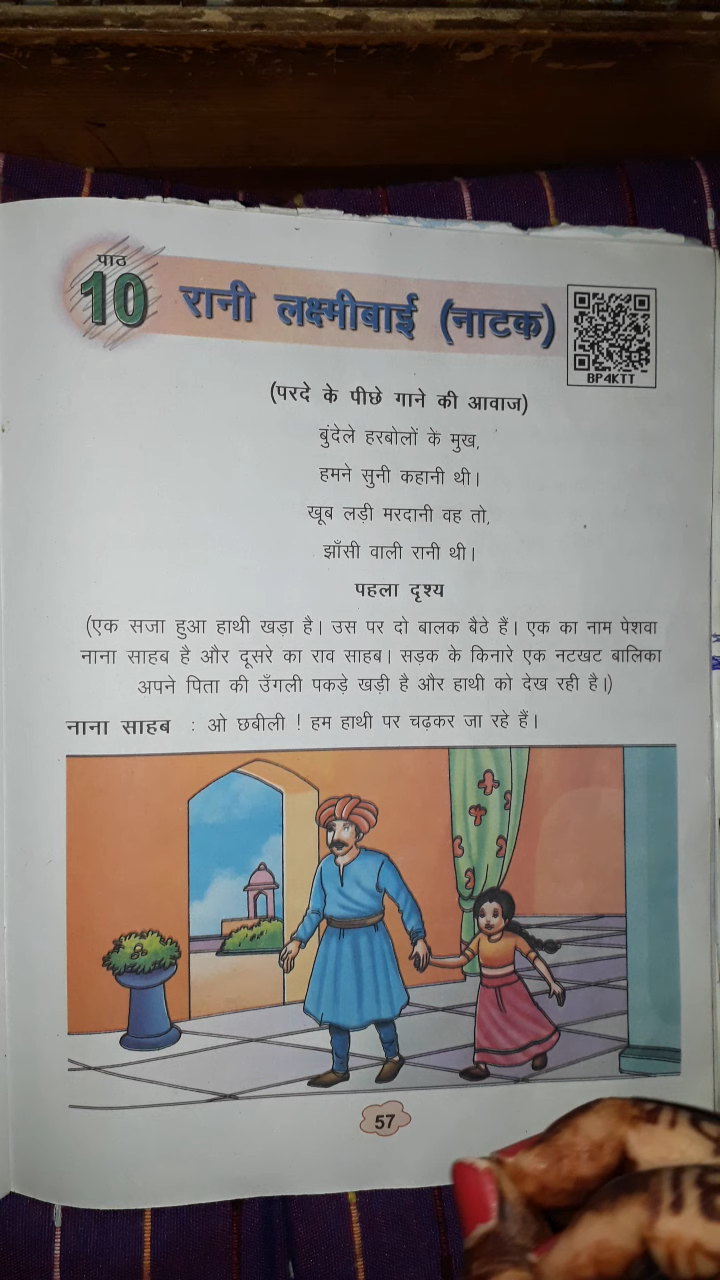 पाठ
10 रानी लक्ष्मीबाई (नाटक)
BP4KTT
(परदे के पीछे गाने की आवाज)
बुंदेले हरबोलों के मुख,
हमने सुनी कहानी थी।
खूब लड़ी मरदानी वह तो,
झाँसी वाली रानी थी।
पहला दृश्य
(एक सजा हुआ हाथी खड़ा है। उस पर दो बालक बैठे हैं। एक का नाम पेशवा
नाना साहब है और दूसरे का राव साहब। सड़क के किनारे एक नटखट बालिका
अपने पिता की उँगली पकड़े खड़ी है और हाथी को देख रही है।)
नाना साहब : ओ छबीली ! हम हाथी पर चढ़कर जा रहे हैं।
57